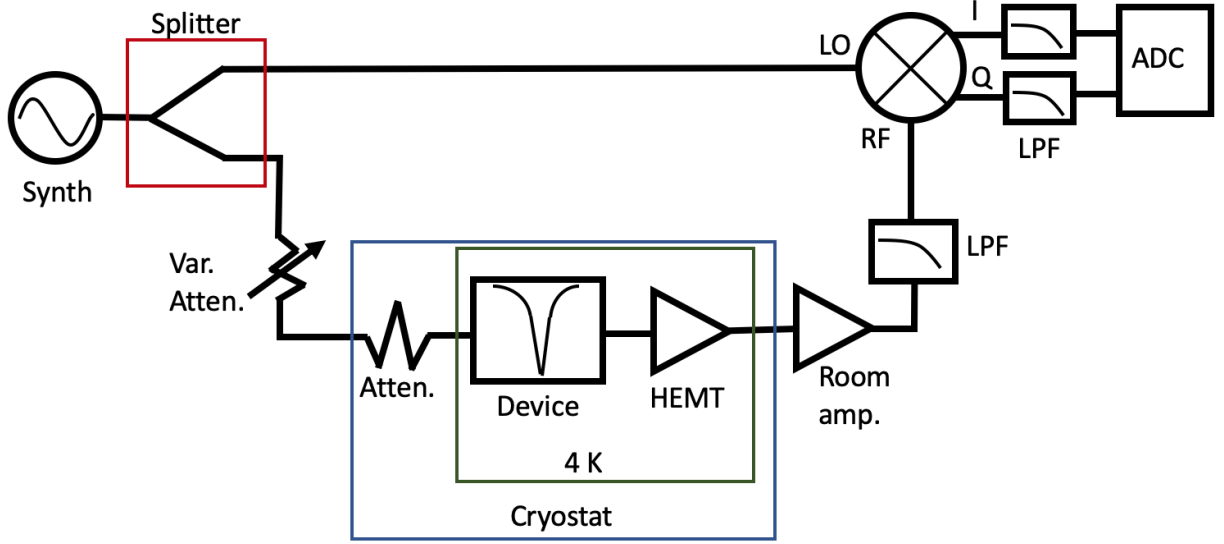 Splitter
Synth
Var.
Atten.
Atten.
Device
HEMT
4 K
Cryostat
Room
amp.
LPF
RF
LO
I
Q
LPF
ADC